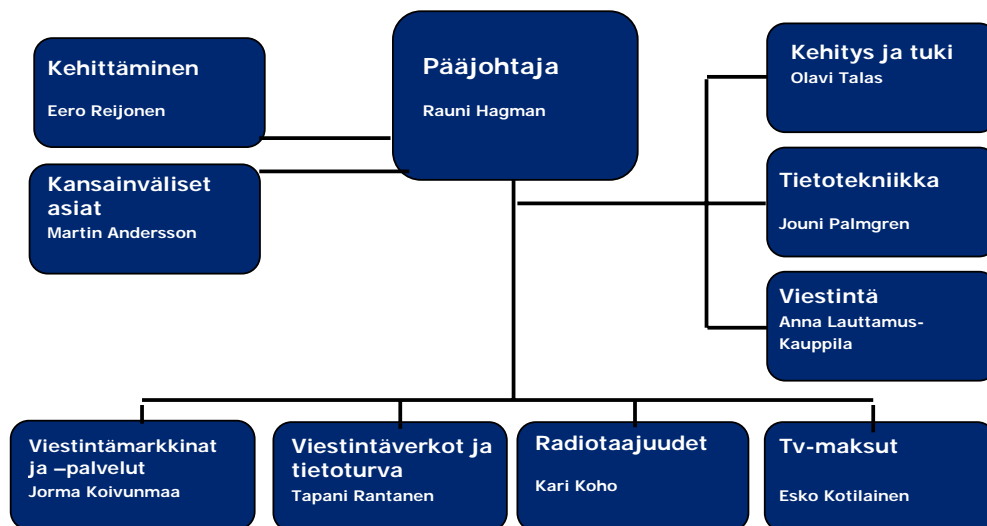 Kehittäminen
Eero Reijonen
Kansainväliset
asiat
Martin Andersson
Pääjohtaja
Rauni Hagman
Kehitys ja tuki
Olavi Talas
Tietotekniikka
Jouni Palmgren
Viestintä
Anna Lauttamus-
Kauppila
Viestintämarkkinat
ja –palvelut
Jorma Koivunmaa
Viestintäverkot ja
tietoturva
Tapani Rantanen
Radiotaajuudet
Kari Koho
Tv-maksut
Esko Kotilainen